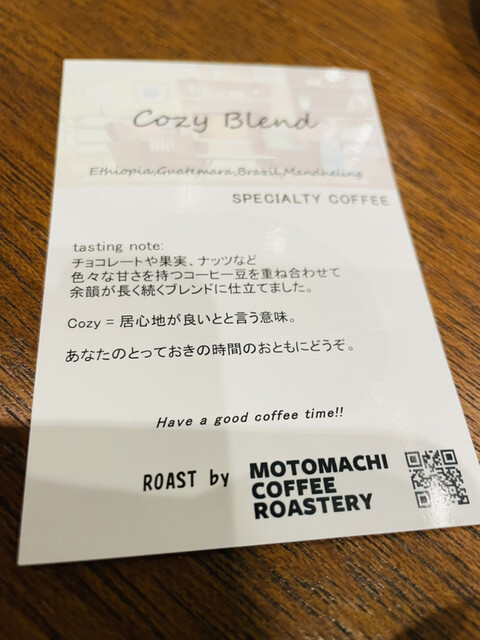 Cozy Blend
Ethiopia,Guatemara,Brazil,Mandheling
SPECIALTY COFFEE
tasting note:
チョコレートや果実、ナッツなど
色々な甘さを持つコーヒー豆を重ね合わせて
余韻が長く続くブレンドに仕立てました。
Cozy = 居心地が良いとと言う意味。
あなたのとっておきの時間のおともにどうぞ。
Have a good coffee time!!
ROAST by
MOTOMACHI
COFFEE
ROASTERY